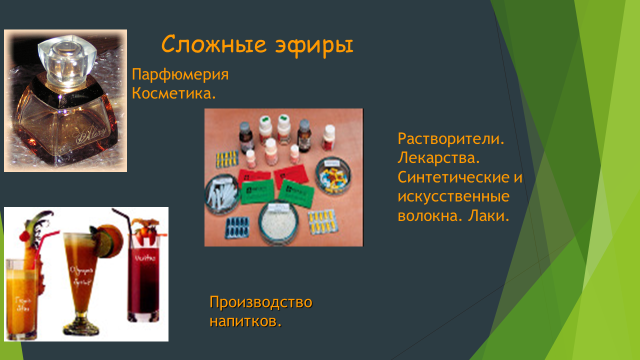 Сложные эфиры
Парфюмерия
Косметика.
Растворители.
Лекарства.
Синтетические и
искусственные
волокна. Лаки.
Производство
напитков.